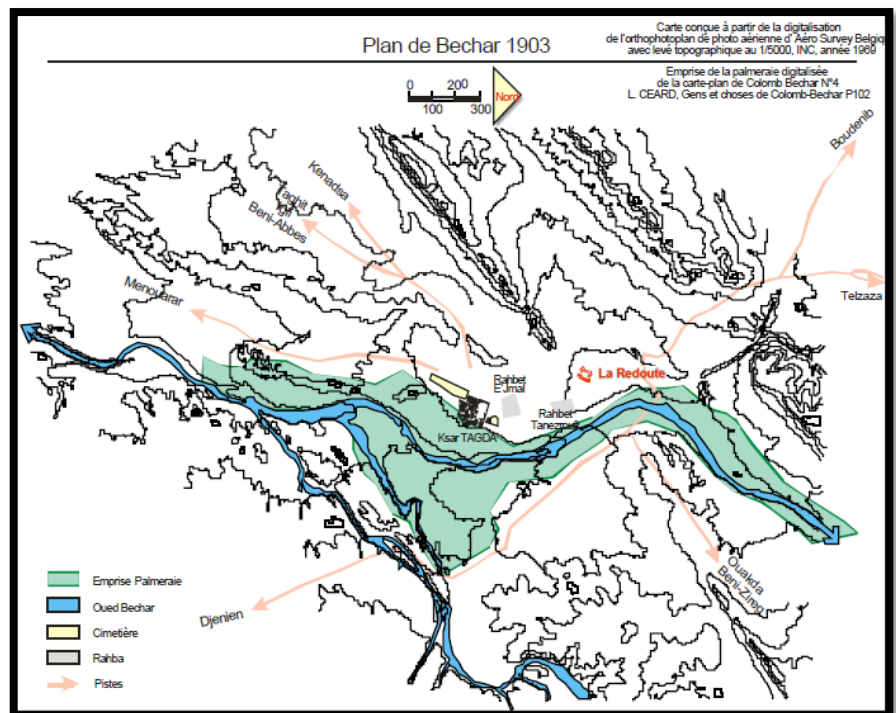 Plan de Bechar 1903
Carte conçue à partir de la digitalisation
de l'orthophotoplan de photo aérienne d' Aéro Survey Belgiq
avec levé topographique au 1/5000, INC, année 1969
Emprise de la palmeraie digitalisée
de la carte-plan de Colomb Bechar N°4
L. CEARD, Gens et choses de Colomb-Bechar P102
0 200
100 300
Nord
Boudenib
Kenadsa
Taghit
Igli
Beni-Abbes
Menouarar
Telzaza
La Redoute
Rahbet
E Jmal
Rahbet
Ksar TAGDA
Ouakda
Beni-Zireg
Djenien
Emprise Palmeraie
Oued Bechar
Cimetière
Rahba
Pistes